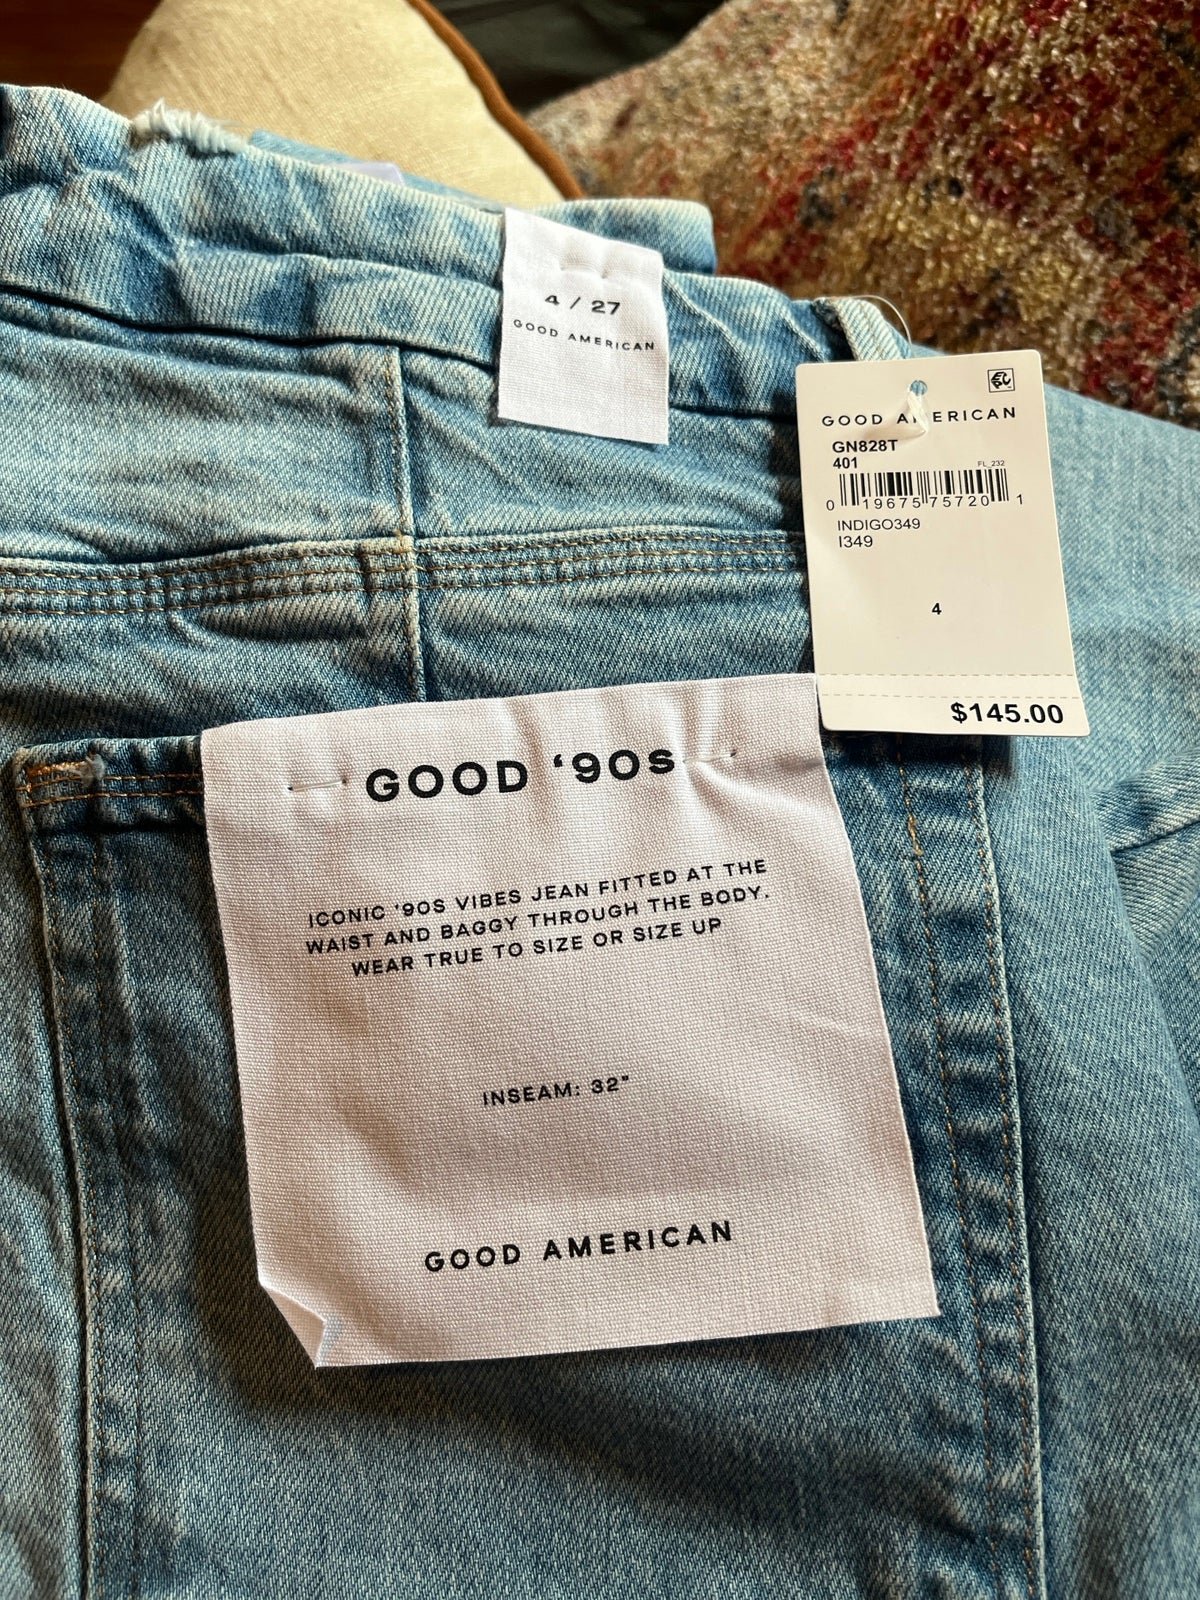 4 / 27
GOOD AMERICAN
GOOD AMERICAN
GN828T
401
FL_232
0 19675 75720 1
INDIGO349
I349
4
$145.00
GOOD ‘90s
ICONIC ‘90S VIBES JEAN FITTED AT THE
WAIST AND BAGGY THROUGH THE BODY.
WEAR TRUE TO SIZE OR SIZE UP
INSEAM: 32"
GOOD AMERICAN